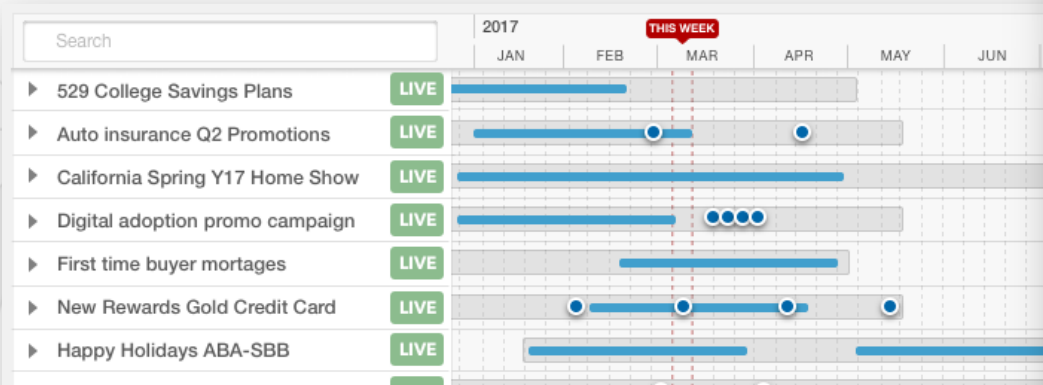 2017
THIS WEEK
Search
JAN FEB MAR APR MAY JUN
529 College Savings Plans LIVE
Auto insurance Q2 Promotions LIVE
California Spring Y17 Home Show LIVE
Digital adoption promo campaign LIVE
First time buyer mortages LIVE
New Rewards Gold Credit Card LIVE
Happy Holidays ABA-SBB LIVE